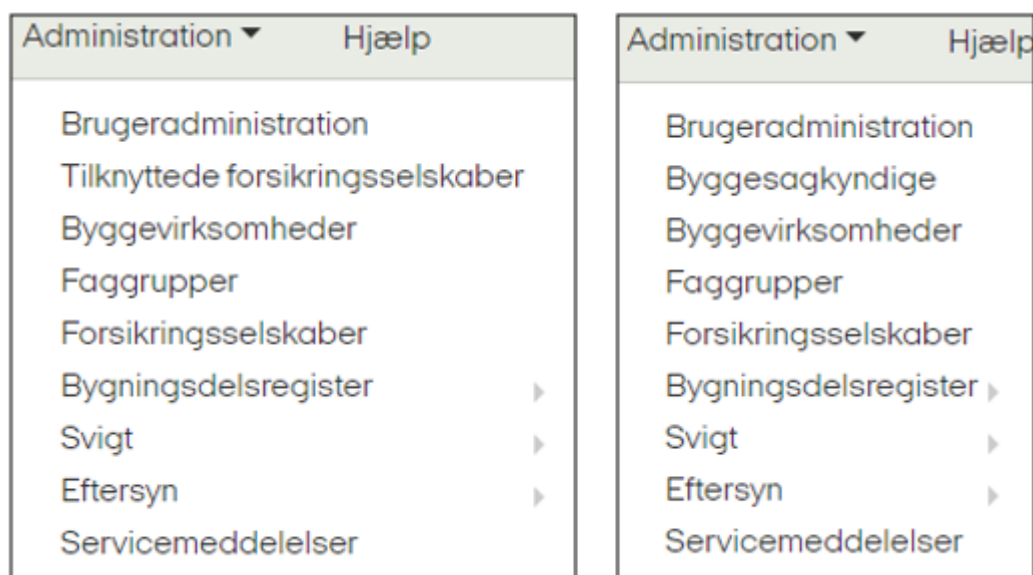 Administration Hjælp
Brugeradministration
Tilknyttede forsikringsselskaber
Byggevirksomheder
Faggrupper
Forsikringsselskaber
Bygningsdelsregister
Svigt
Eftersyn
Servicemeddelelser
Administration Hjælp
Brugeradministration
Byggesagkyndige
Byggevirksomheder
Faggrupper
Forsikringsselskaber
Bygningsdelsregister
Svigt
Eftersyn
Servicemeddelelser